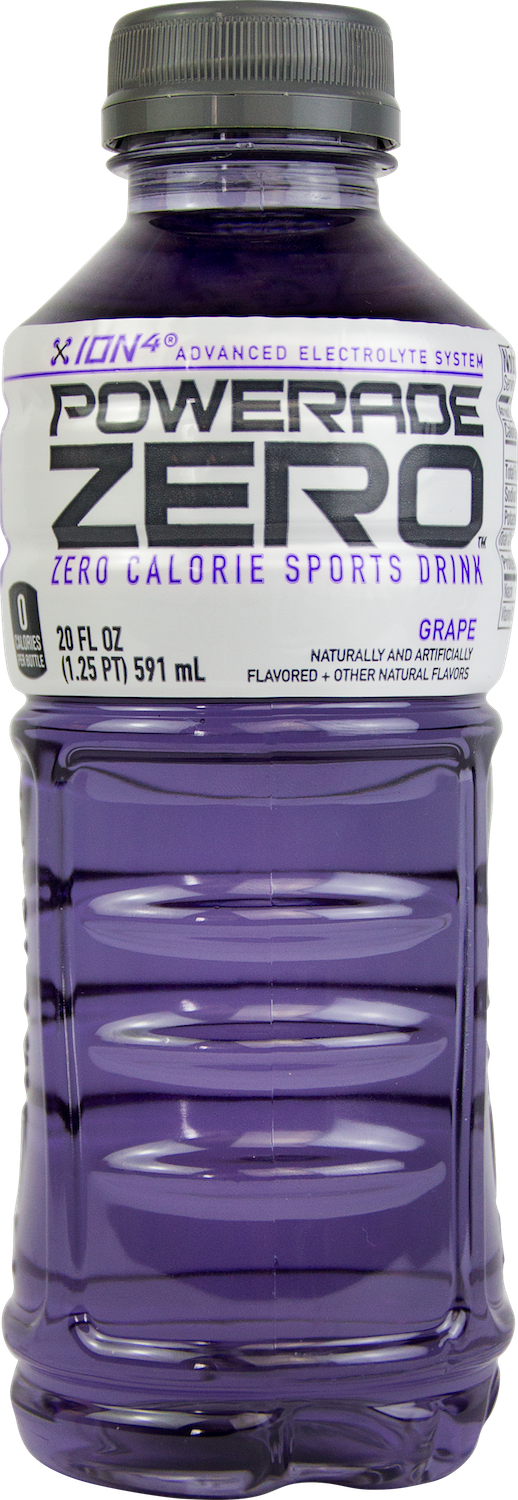 ION4® ADVANCED ELECTROLYTE SYSTEM
POWERADE
ZERO™
ZERO CALORIE SPORTS DRINK
0
CALORIES
PER BOTTLE
20 FL OZ
(1.25 PT) 591 mL
GRAPE
NATURALLY AND ARTIFICIALLY
FLAVORED + OTHER NATURAL FLAVORS